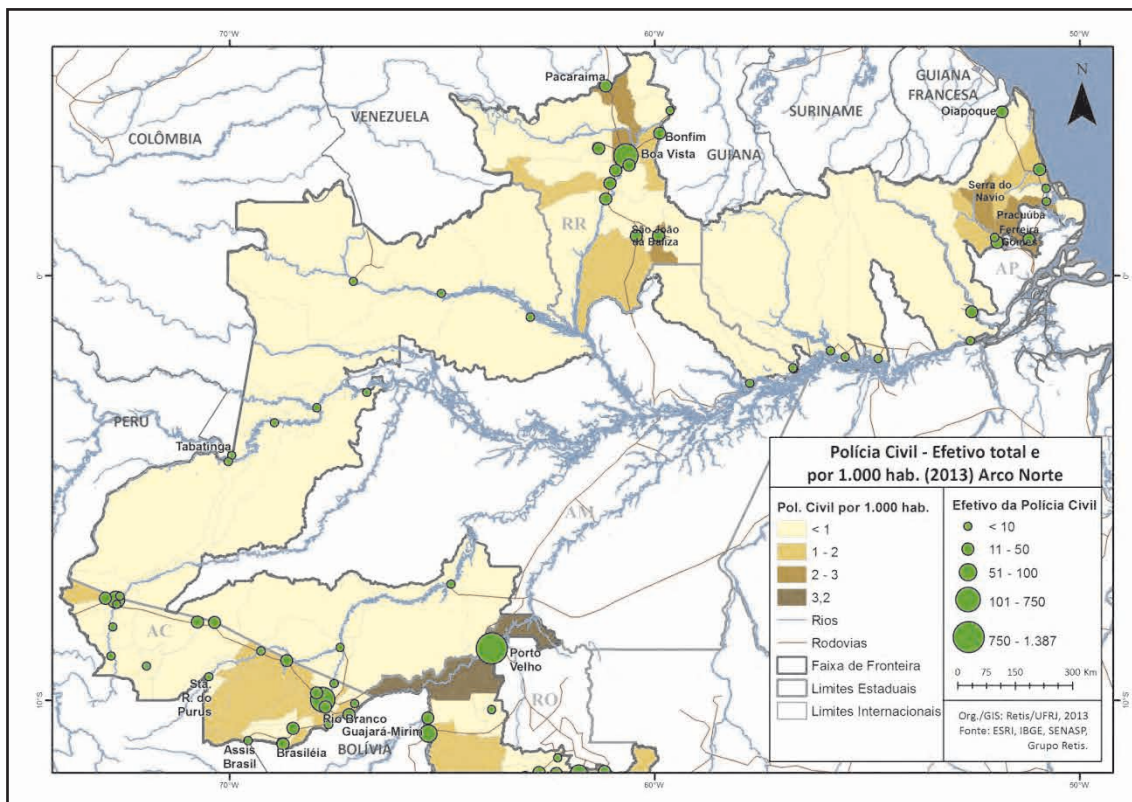 70°W
60°W
50°W
N
COLÔMBIA
VENEZUELA
GUIANA
SURINAME
GUIANA
FRANCESA
PERU
BOLÍVIA
Pacaraima
Bonfim
Boa Vista
RR
São João
da Baliza
Oiapoque
Serra do
Navio
Pracuúba
Ferreira
Gomes
AP
0°
0°
Tabatinga
AM
AC
Sta.
R. do
Purus
Rio Branco
Guajará-Mirim
Assis
Brasil
Brasiléia
Porto
Velho
RO
10°S
10°S
70°W
60°W
50°W
Polícia Civil - Efetivo total e
por 1.000 hab. (2013) Arco Norte
Pol. Civil por 1.000 hab.
< 1
1 - 2
2 - 3
3,2
Rios
Rodovias
Faixa de Fronteira
Limites Estaduais
Limites Internacionais
Efetivo da Polícia Civil
< 10
11 - 50
51 - 100
101 - 750
750 - 1.387
0 75 150 300 Km
Org./GIS: Retis/UFRJ, 2013
Fonte: ESRI, IBGE, SENASP,
Grupo Retis.